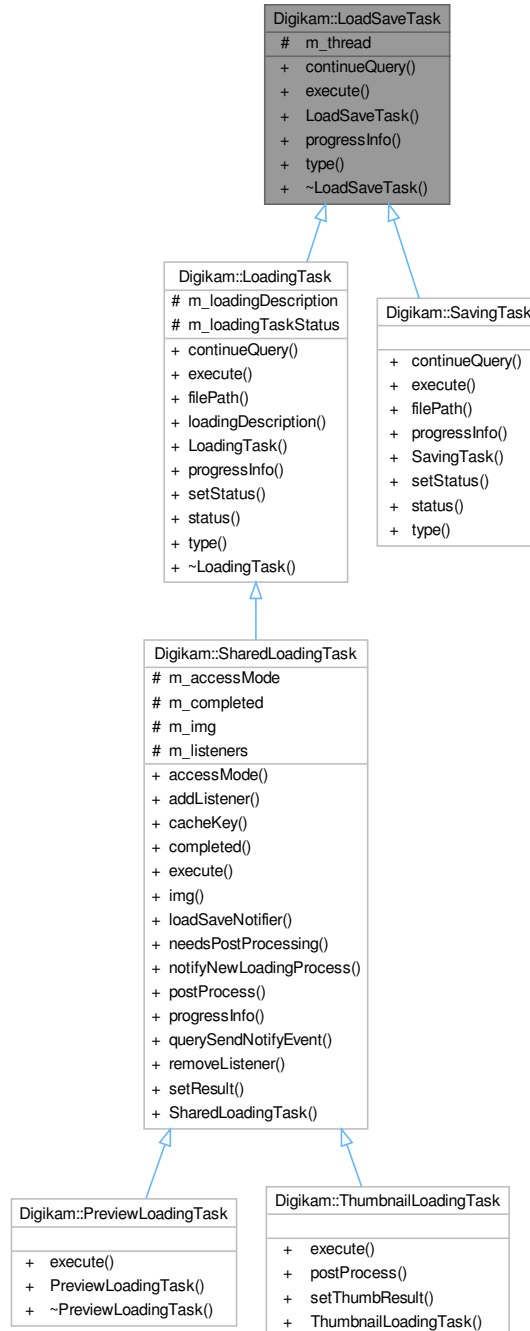 Digikam::LoadSaveTask
# m_thread
+ continueQuery()
+ execute()
+ LoadSaveTask()
+ progressInfo()
+ type()
+ ~LoadSaveTask()
Digikam::LoadingTask
# m_loadingDescription
# m_loadingTaskStatus
+ continueQuery()
+ execute()
+ filePath()
+ loadingDescription()
+ LoadingTask()
+ progressInfo()
+ setStatus()
+ status()
+ type()
+ ~LoadingTask()
Digikam::SavingTask
+ continueQuery()
+ execute()
+ filePath()
+ progressInfo()
+ SavingTask()
+ setStatus()
+ status()
+ type()
Digikam::SharedLoadingTask
# m_accessMode
# m_completed
# m_img
# m_listeners
+ accessMode()
+ addListener()
+ cacheKey()
+ completed()
+ execute()
+ img()
+ loadSaveNotifier()
+ needsPostProcessing()
+ notifyNewLoadingProcess()
+ postProcess()
+ progressInfo()
+ querySendNotifyEvent()
+ removeListener()
+ setResult()
+ SharedLoadingTask()
Digikam::PreviewLoadingTask
+ execute()
+ PreviewLoadingTask()
+ ~PreviewLoadingTask()
Digikam::ThumbnailLoadingTask
+ execute()
+ postProcess()
+ setThumbResult()
+ ThumbnailLoadingTask()